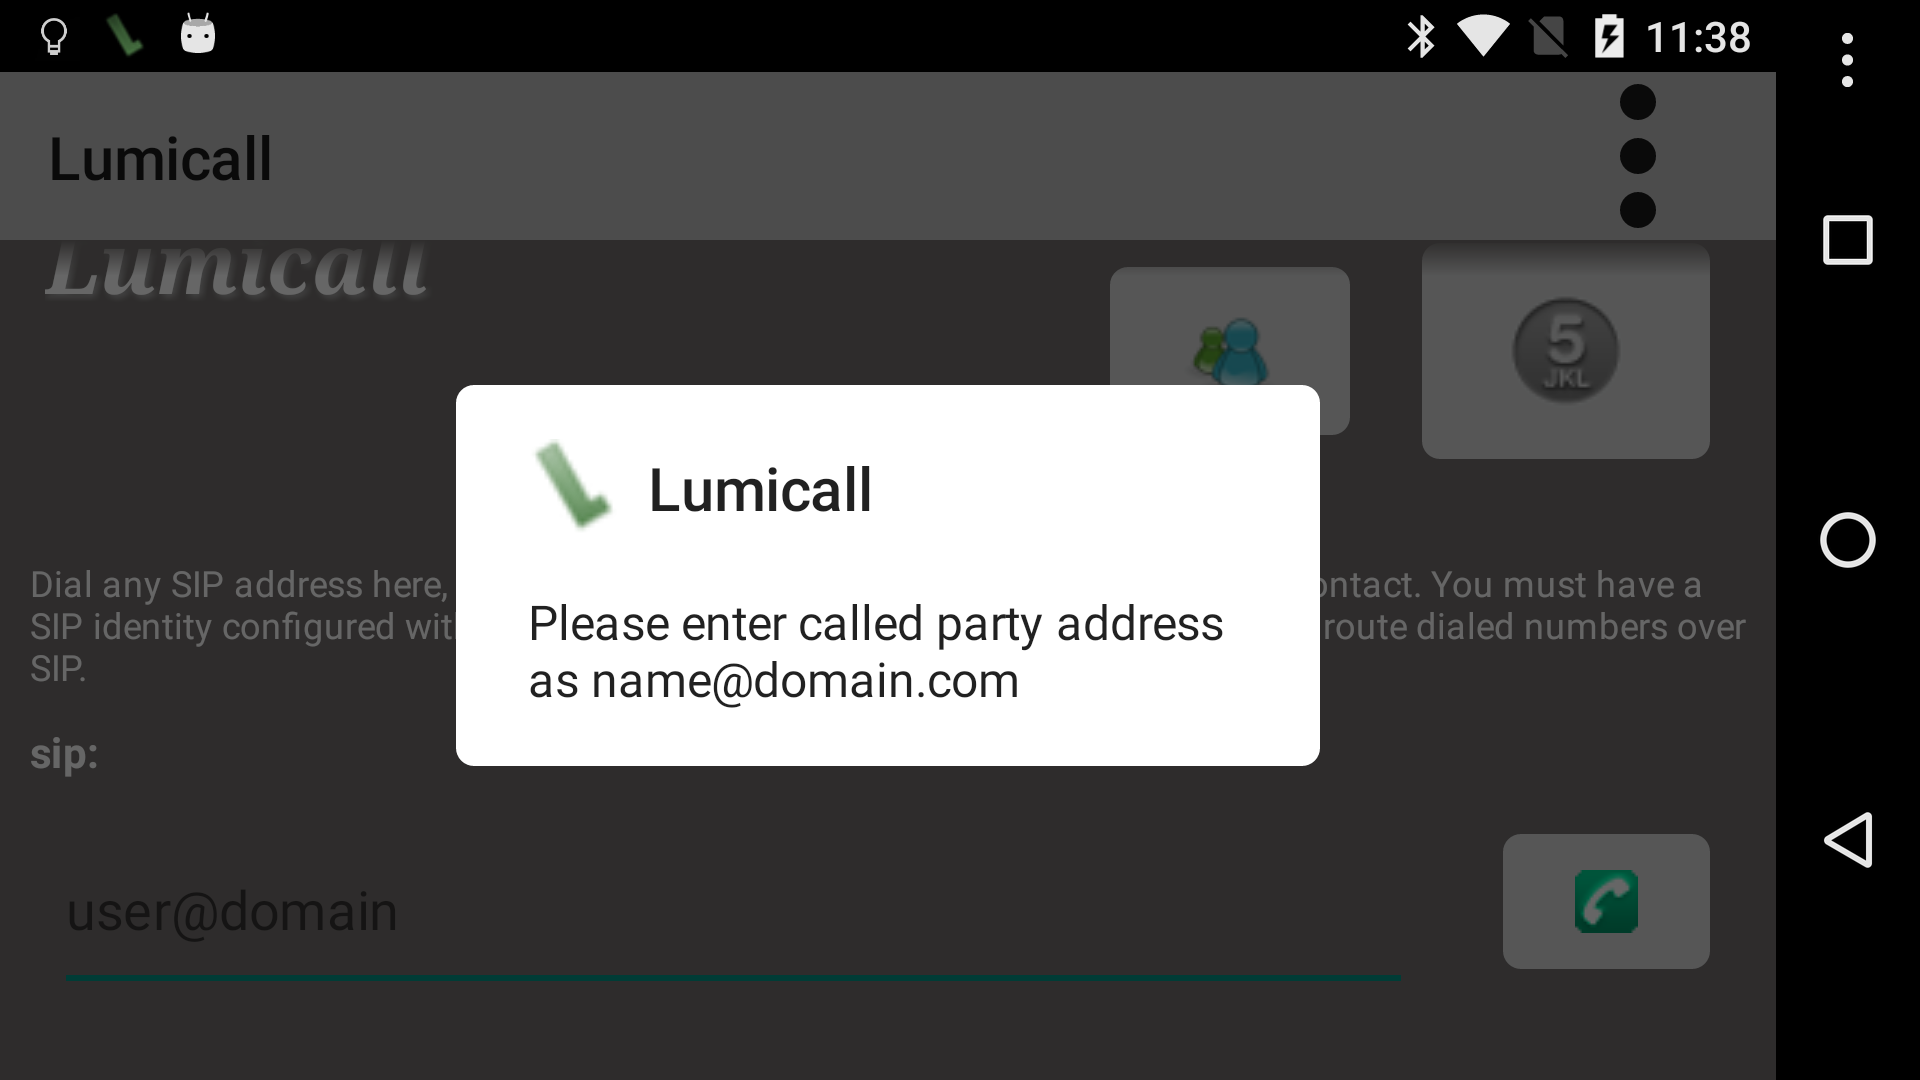 11:38
Lumicall
Lumicall
5
JKL
Lumicall
Please enter called party address
as name@domain.com
Dial any SIP address here, ontact. You must have a
SIP identity configured wit route dialed numbers over
SIP.
sip:
user@domain